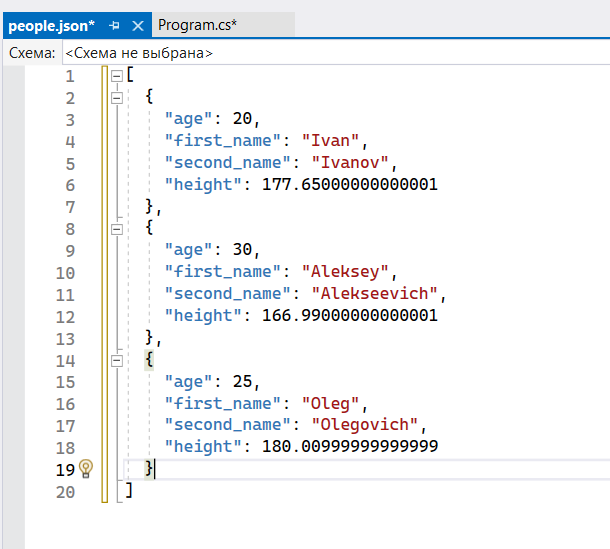 people.json* Program.cs*
Схема: <Схема не выбрана>
1 [
2 {
3 "age": 20,
4 "first_name": "Ivan",
5 "second_name": "Ivanov",
6 "height": 177.65000000000001
7 },
8 {
9 "age": 30,
10 "first_name": "Aleksey",
11 "second_name": "Alekseevich",
12 "height": 166.99000000000001
13 },
14 {
15 "age": 25,
16 "first_name": "Oleg",
17 "second_name": "Olegovich",
18 "height": 180.00999999999999
19 }
20 ]